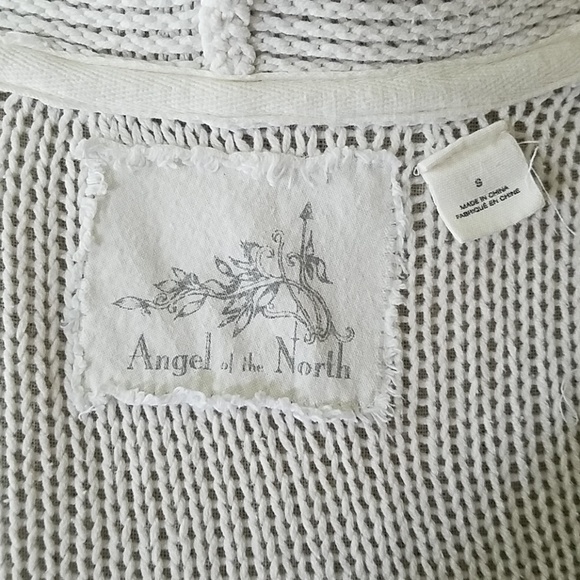 Angel of the North
S
MADE IN CHINA
FABRIQUÉ EN CHINE